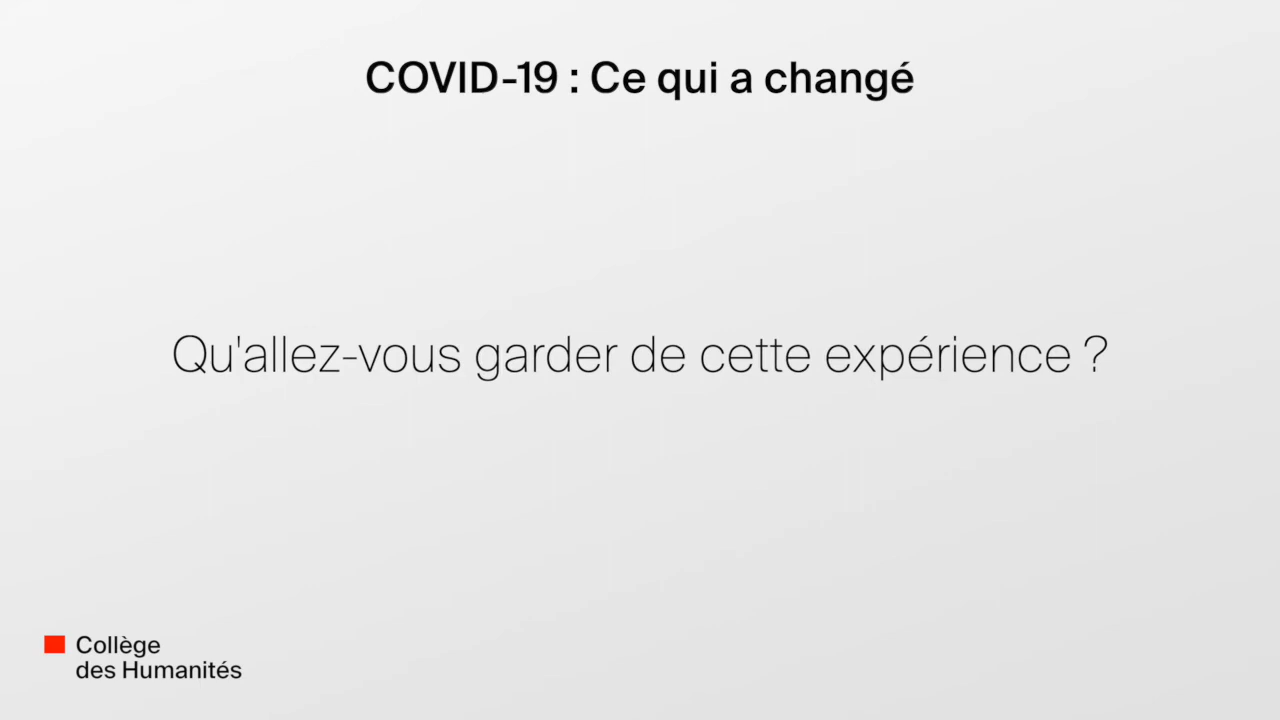 COVID-19 : Ce qui a changé
Qu'allez-vous garder de cette expérience ?
Collège
des Humanités